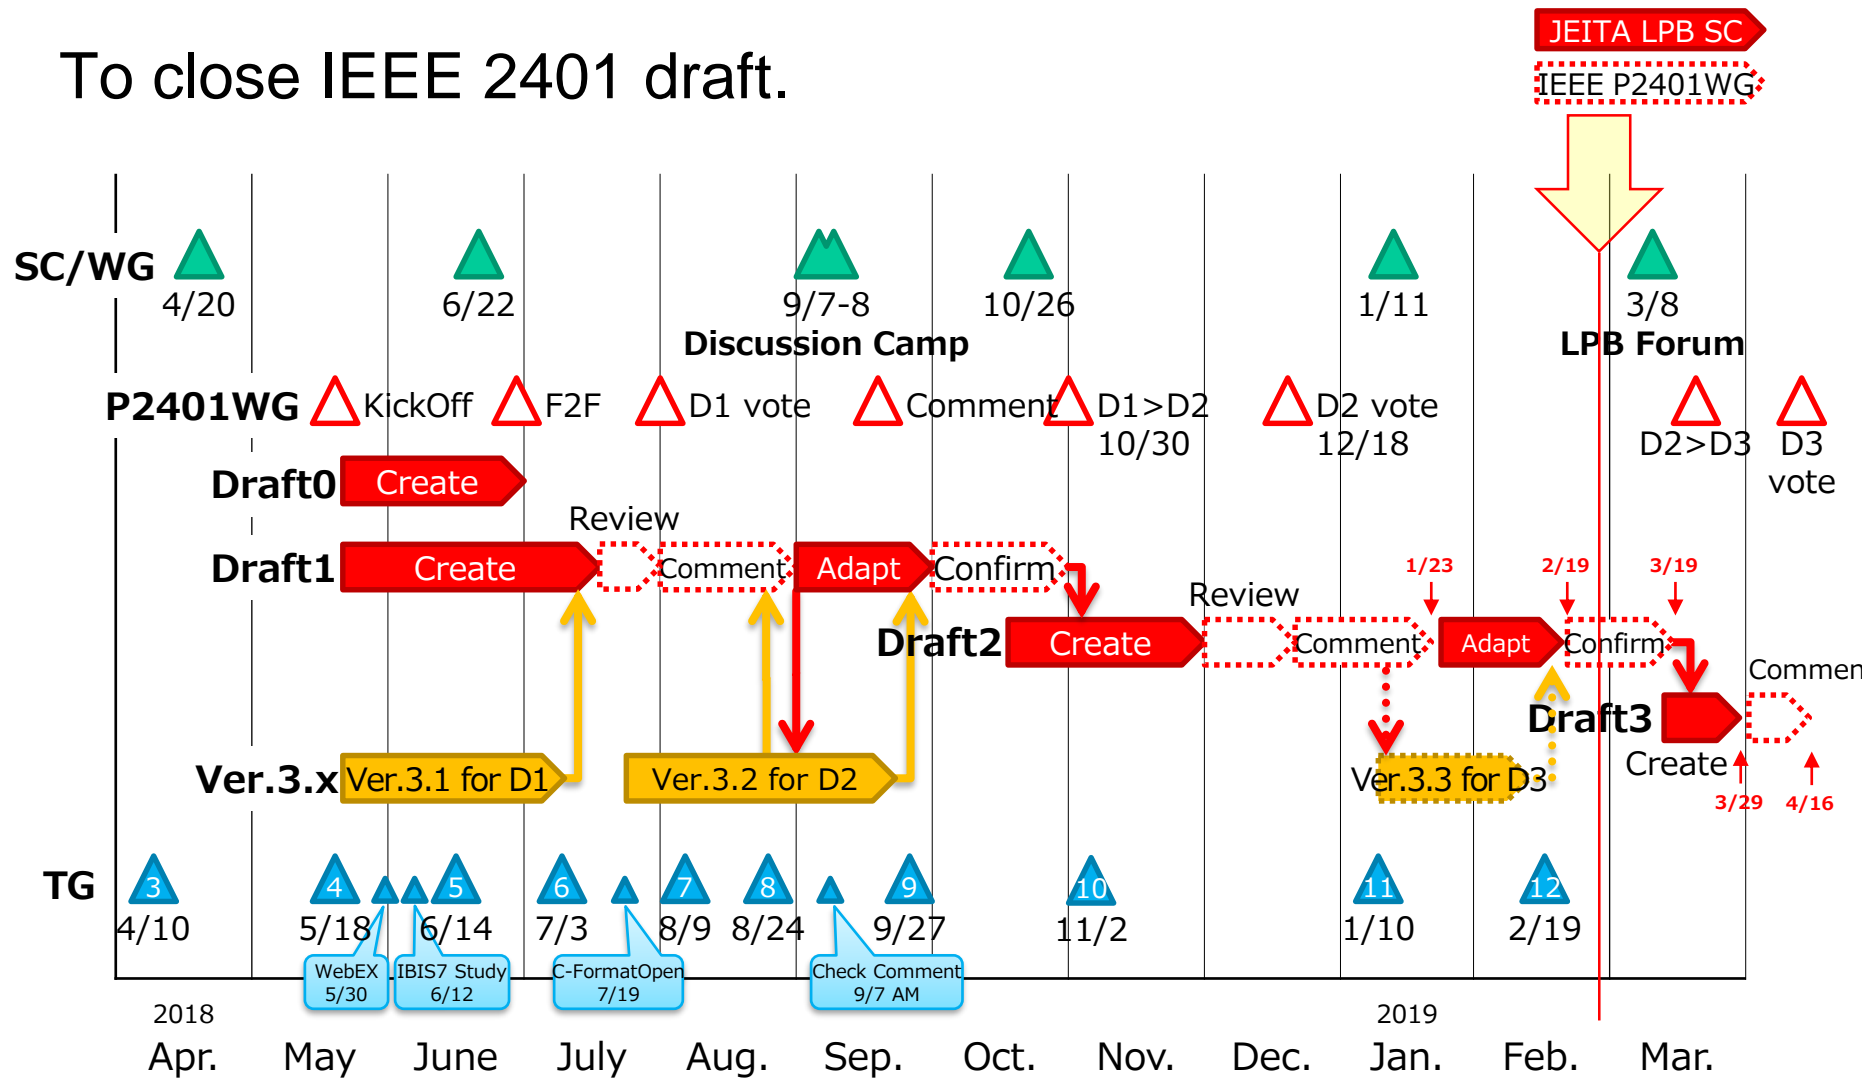 To close IEEE 2401 draft.
JEITA LPB SC
IEEE P2401WG
SC/WG
4/20
6/22
9/7-8
10/26
1/11
3/8
Discussion Camp
LPB Forum
P2401WG
KickOff
F2F
D1 vote
Comment
D1>D2
10/30
D2 vote
12/18
D2>D3
D3
vote
Draft0
Create
Review
Draft1
Create
Comment
Adapt
Confirm
1/23
2/19
3/19
Review
Draft2
Create
Comment
Adapt
Confirm
Commen
Draft3
Create
3/29
4/16
Ver.3.x
Ver.3.1 for D1
Ver.3.2 for D2
Ver.3.3 for D3
TG
3
4
5
6
7
8
9
10
11
12
4/10
5/18
6/14
7/3
8/9
8/24
9/27
11/2
1/10
2/19
WebEX
5/30
IBIS7 Study
6/12
C-FormatOpen
7/19
Check Comment
9/7 AM
2018
2019
Apr.
May
June
July
Aug.
Sep.
Oct.
Nov.
Dec.
Jan.
Feb.
Mar.